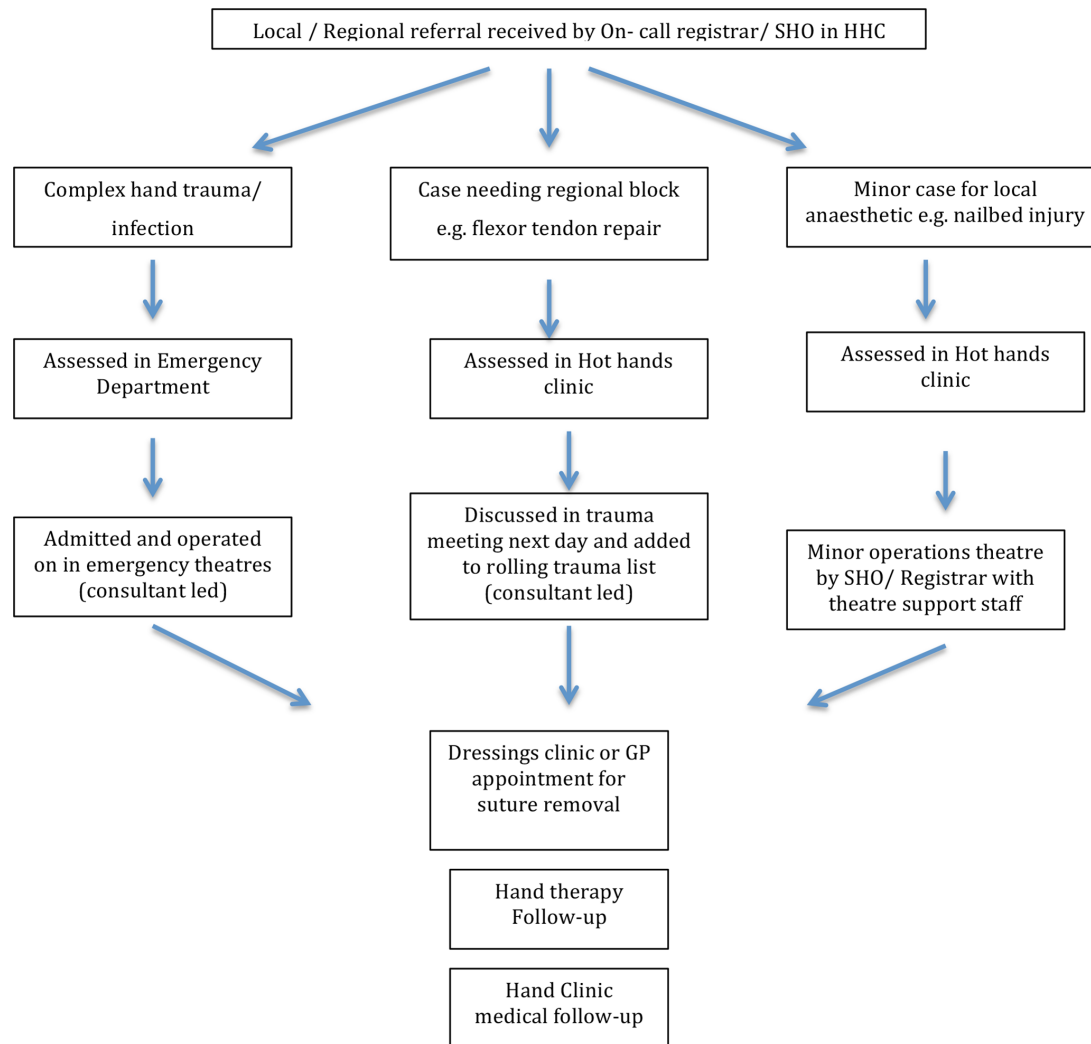 Local / Regional referral received by On- call registrar/ SHO in HHC
Complex hand trauma/
infection
Case needing regional block
e.g. flexor tendon repair
Minor case for local
anaesthetic e.g. nailbed injury
Assessed in Emergency
Department
Assessed in Hot hands
clinic
Assessed in Hot hands
clinic
Admitted and operated
on in emergency theatres
(consultant led)
Discussed in trauma
meeting next day and added
to rolling trauma list
(consultant led)
Minor operations theatre
by SHO/ Registrar with
theatre support staff
Dressings clinic or GP
appointment for
suture removal
Hand therapy
Follow-up
Hand Clinic
medical follow-up